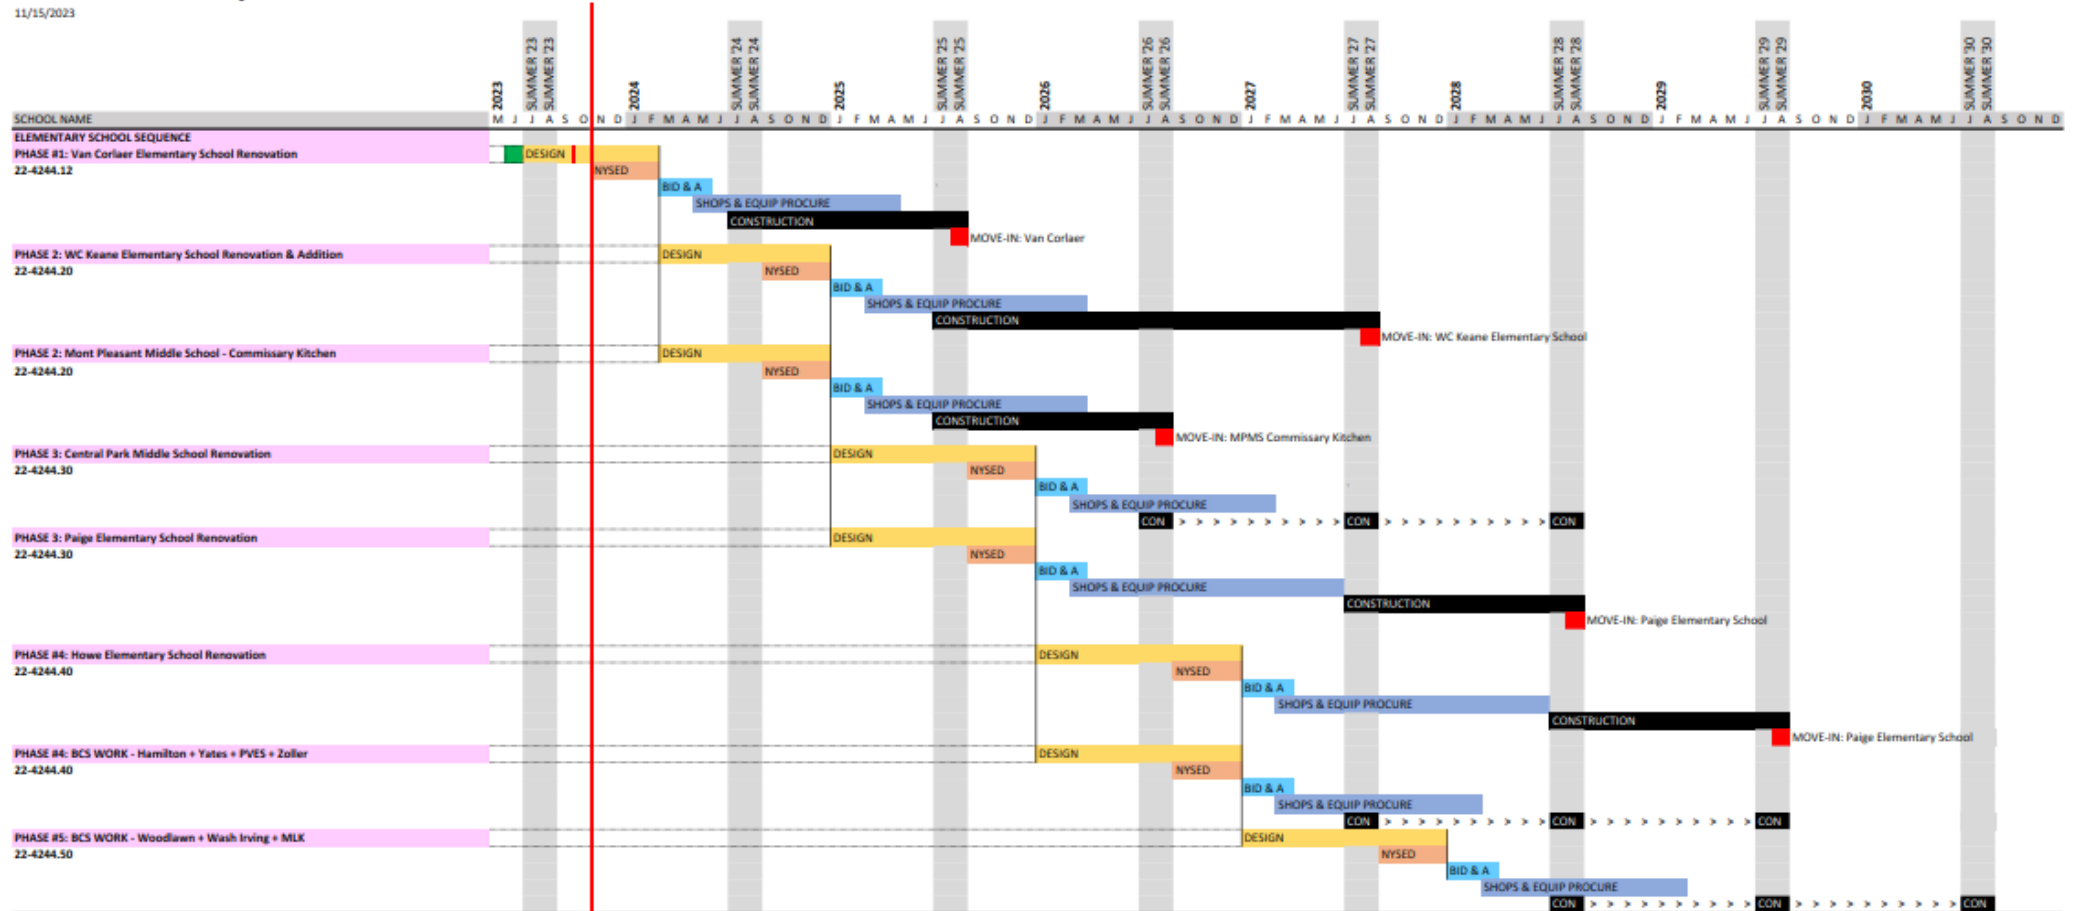 11/15/2023
SUMMER '23 SUMMER '23 SUMMER '24 SUMMER '24 SUMMER '25 SUMMER '25 SUMMER '26 SUMMER '26 SUMMER '27 SUMMER '27 SUMMER '28 SUMMER '28 SUMMER '29 SUMMER '29 SUMMER '30 SUMMER '30
2023 2024 2025 2026 2027 2028 2029 2030
SCHOOL NAME M J J A S O N D J F M A M J J A S O N D J F M A M J J A S O N D J F M A M J J A S O N D J F M A M J J A S O N D J F M A M J J A S O N D J F M A M J J A S O N D J F M A M J J A S O N D
ELEMENTARY SCHOOL SEQUENCE
PHASE #1: Van Corlaer Elementary School Renovation DESIGN
22-4244.12 NYSED
BID & A
SHOPS & EQUIP PROCURE
CONSTRUCTION
MOVE-IN: Van Corlaer
PHASE 2: WC Keane Elementary School Renovation & Addition DESIGN
22-4244.20 NYSED
BID & A
SHOPS & EQUIP PROCURE
CONSTRUCTION
MOVE-IN: WC Keane Elementary School
PHASE 2: Mont Pleasant Middle School - Commissary Kitchen DESIGN
22-4244.20 NYSED
BID & A
SHOPS & EQUIP PROCURE
CONSTRUCTION
MOVE-IN: MPMS Commissary Kitchen
PHASE 3: Central Park Middle School Renovation DESIGN
22-4244.30 NYSED
BID & A
SHOPS & EQUIP PROCURE
CON > > > > > > > > > > CON > > > > > > > > > > CON
PHASE 3: Paige Elementary School Renovation DESIGN
22-4244.30 NYSED
BID & A
SHOPS & EQUIP PROCURE
CONSTRUCTION
MOVE-IN: Paige Elementary School
PHASE #4: Howe Elementary School Renovation DESIGN
22-4244.40 NYSED
BID & A
SHOPS & EQUIP PROCURE
CONSTRUCTION
MOVE-IN: Paige Elementary School
PHASE #4: BCS WORK - Hamilton + Yates + PVES + Zoller DESIGN
22-4244.40 NYSED
BID & A
SHOPS & EQUIP PROCURE
CON > > > > > > > > > > CON > > > > > > > > > > CON
PHASE #5: BCS WORK - Woodlawn + Wash Irving + MLK DESIGN
22-4244.50 NYSED
BID & A
SHOPS & EQUIP PROCURE
CON > > > > > > > > > > CON > > > > > > > > > > CON